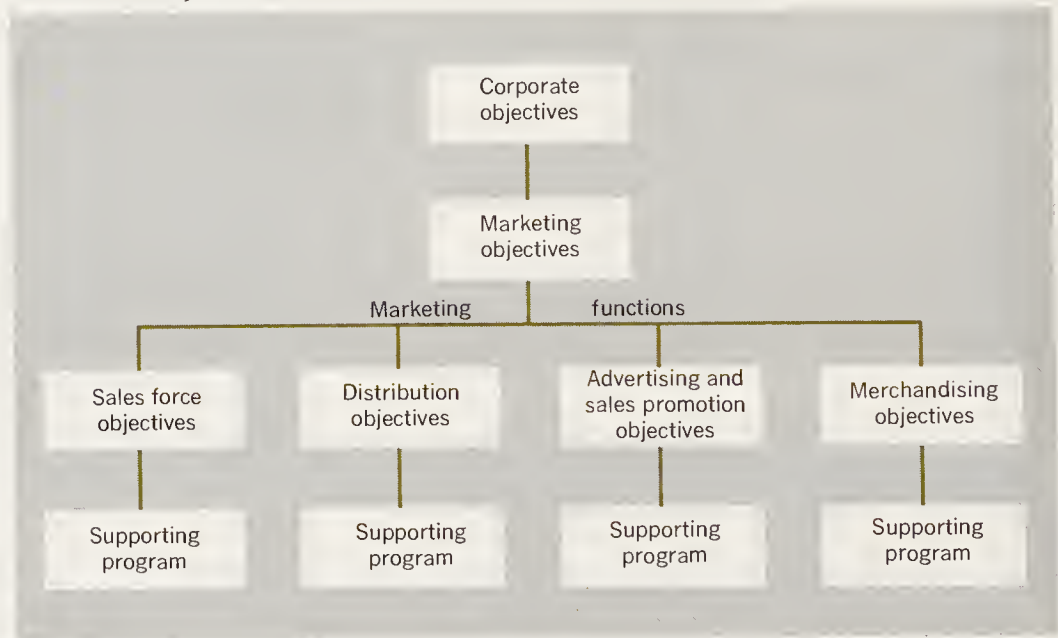 Corporate
objectives
Marketing
objectives
Marketing functions
Sales force
objectives
Distribution
objectives
Advertising and
sales promotion
objectives
Merchandising
objectives
Supporting
program
Supporting
program
Supporting
program
Supporting
program